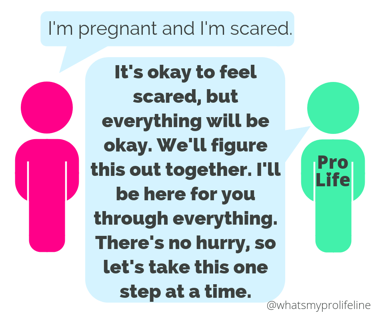 I'm pregnant and I'm scared.
It's okay to feel
scared, but
everything will be
okay. We'll figure
this out together. I'll
be here for you
through everything.
There's no hurry, so
let's take this one
step at a time.
Pro
Life
@whatsmyprolifeline